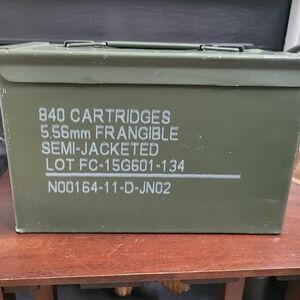 840 CARTRIDGES
5.56mm FRANGIBLE
SEMI-JACKETED
LOT FC-15G601-134
N00164-11-D-JN02